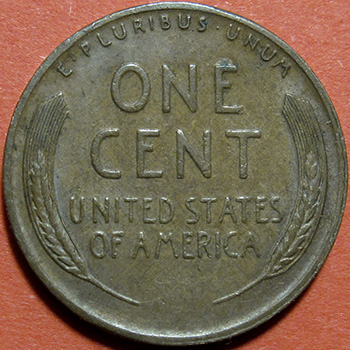 E·PLURIBUS·UNUM
ONE
CENT
UNITED STATES
OF AMERICA